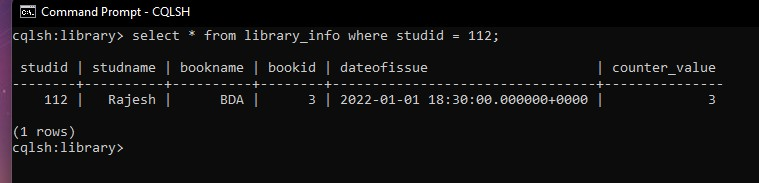 Command Prompt - CQLSH
cqlsh:library> select * from library_info where studid = 112;
 studid | studname | bookname | bookid | dateofissue                     | counter_value
--------+----------+----------+--------+---------------------------------+---------------
    112 |   Rajesh |      BDA |      3 | 2022-01-01 18:30:00.000000+0000 |             3
(1 rows)
cqlsh:library>